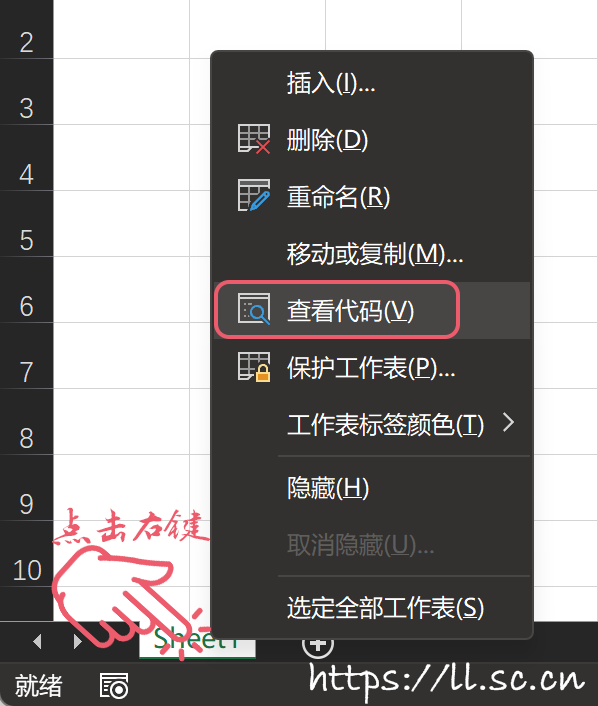 2
插入(I)...
3
删除(D)
4
重命名(R)
5
移动或复制(M)...
6
查看代码(V)
7
保护工作表(P)...
8
工作表标签颜色(T)
9
隐藏(H)
点击右键
10
取消隐藏(U)...
选定全部工作表(S)
Sheet1
就绪
https://ll.sc.cn